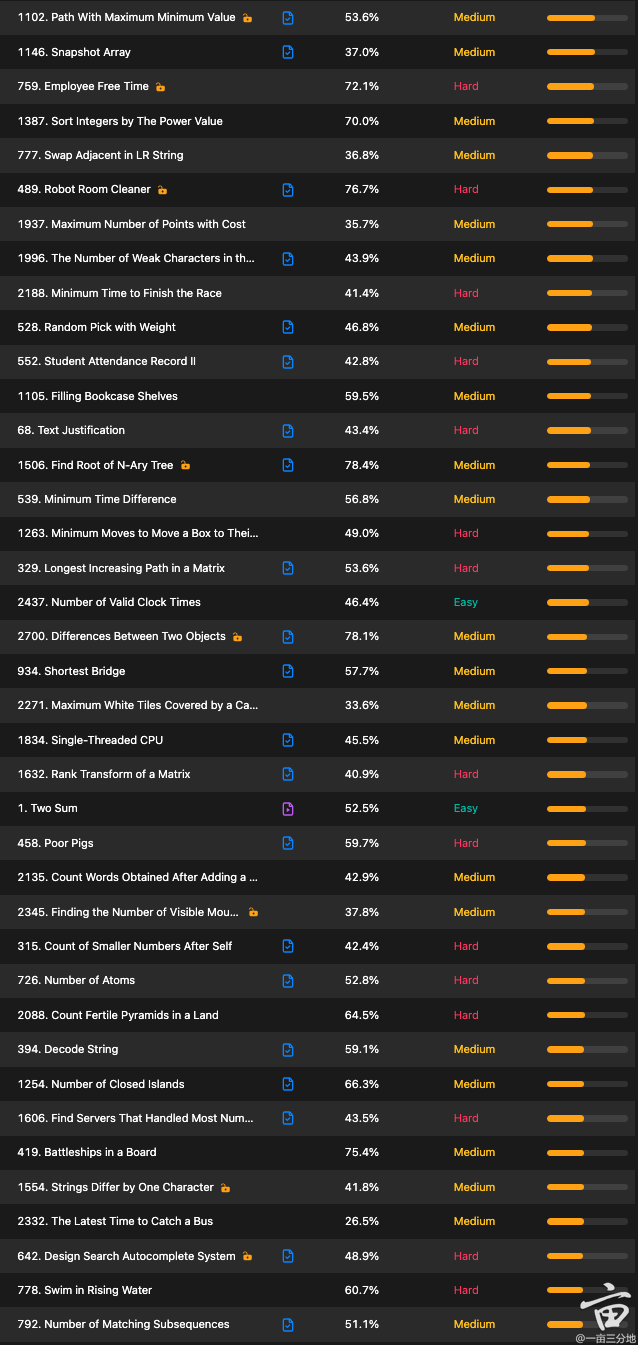 1102. Path With Maximum Minimum Value 53.6% Medium
1146. Snapshot Array 37.0% Medium
759. Employee Free Time 72.1% Hard
1387. Sort Integers by The Power Value 70.0% Medium
777. Swap Adjacent in LR String 36.8% Medium
489. Robot Room Cleaner 76.7% Hard
1937. Maximum Number of Points with Cost 35.7% Medium
1996. The Number of Weak Characters in th... 43.9% Medium
2188. Minimum Time to Finish the Race 41.4% Hard
528. Random Pick with Weight 46.8% Medium
552. Student Attendance Record II 42.8% Hard
1105. Filling Bookcase Shelves 59.5% Medium
68. Text Justification 43.4% Hard
1506. Find Root of N-Ary Tree 78.4% Medium
539. Minimum Time Difference 56.8% Medium
1263. Minimum Moves to Move a Box to Thei... 49.0% Hard
329. Longest Increasing Path in a Matrix 53.6% Hard
2437. Number of Valid Clock Times 46.4% Easy
2700. Differences Between Two Objects 78.1% Medium
934. Shortest Bridge 57.7% Medium
2271. Maximum White Tiles Covered by a Ca... 33.6% Medium
1834. Single-Threaded CPU 45.5% Medium
1632. Rank Transform of a Matrix 40.9% Hard
1. Two Sum 52.5% Easy
458. Poor Pigs 59.7% Hard
2135. Count Words Obtained After Adding a ... 42.9% Medium
2345. Finding the Number of Visible Mou... 37.8% Medium
315. Count of Smaller Numbers After Self 42.4% Hard
726. Number of Atoms 52.8% Hard
2088. Count Fertile Pyramids in a Land 64.5% Hard
394. Decode String 59.1% Medium
1254. Number of Closed Islands 66.3% Medium
1606. Find Servers That Handled Most Num... 43.5% Hard
419. Battleships in a Board 75.4% Medium
1554. Strings Differ by One Character 41.8% Medium
2332. The Latest Time to Catch a Bus 26.5% Medium
642. Design Search Autocomplete System 48.9% Hard
778. Swim in Rising Water 60.7% Hard
792. Number of Matching Subsequences 51.1% Medium
亩
@一亩三分地